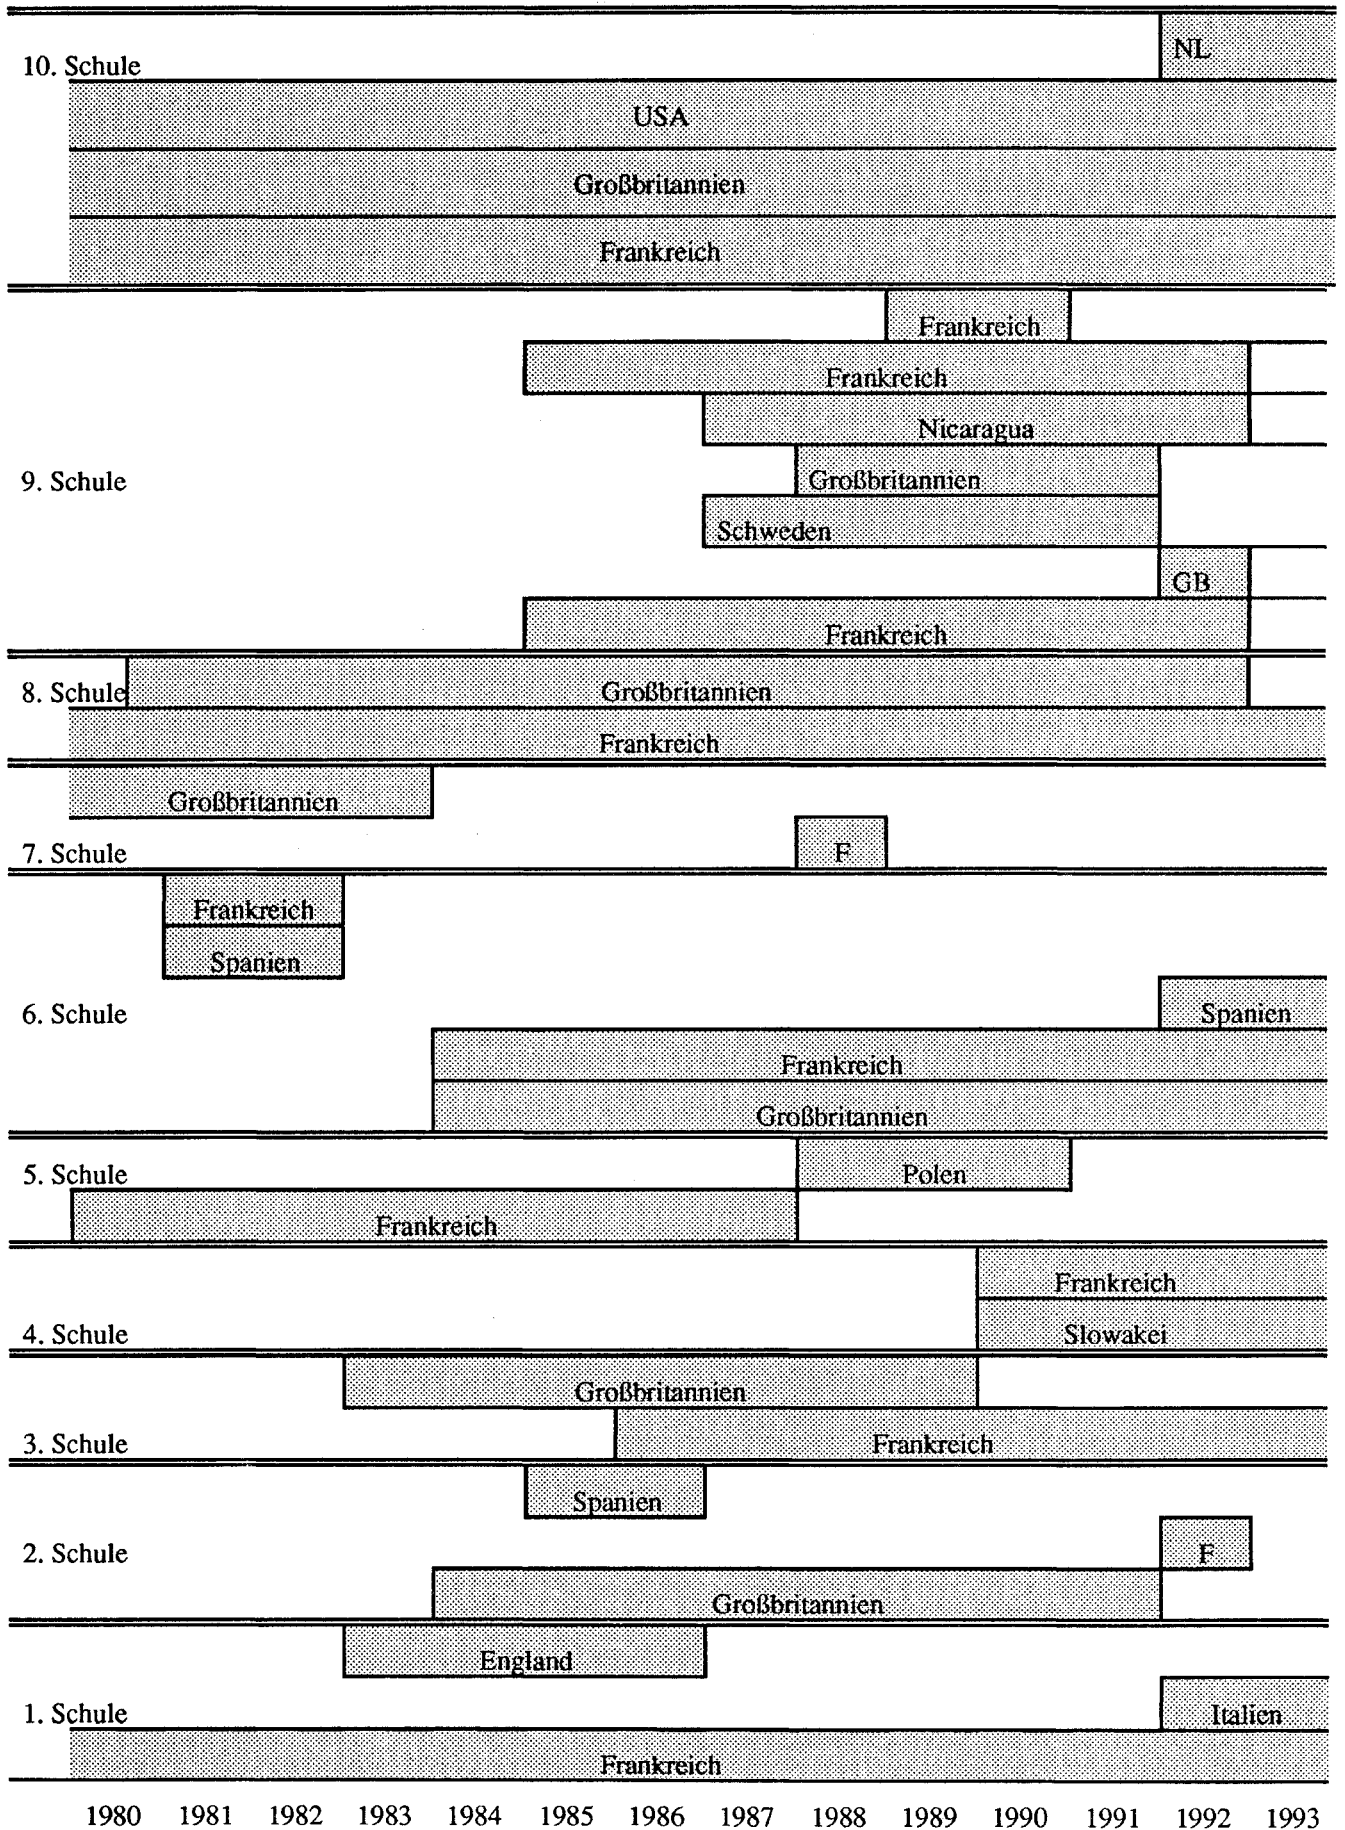 NL
10. Schule
USA
Großbritannien
Frankreich
Frankreich
Frankreich
Nicaragua
9. Schule
Großbritannien
Schweden
GB
Frankreich
8. Schule
Großbritannien
Frankreich
Großbritannien
7. Schule
F
Frankreich
Spanien
6. Schule
Spanien
Frankreich
Großbritannien
5. Schule
Polen
Frankreich
Frankreich
4. Schule
Slowakei
Großbritannien
3. Schule
Frankreich
Spanien
2. Schule
F
Großbritannien
England
1. Schule
Italien
Frankreich
1980 1981 1982 1983 1984 1985 1986 1987 1988 1989 1990 1991 1992 1993